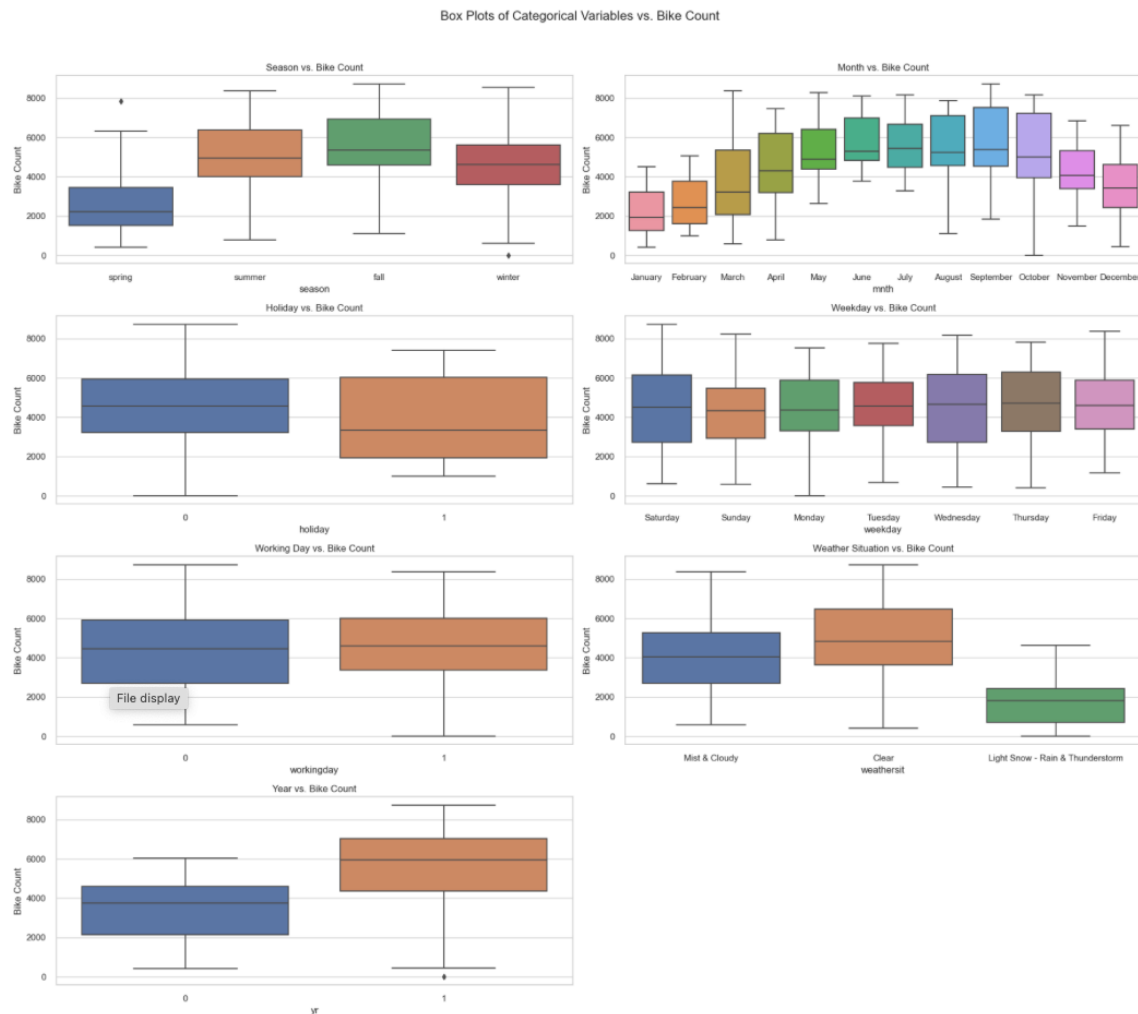 Box Plots of Categorical Variables vs. Bike Count
Season vs. Bike Count
Bike Count
8000
6000
4000
2000
0
spring summer fall winter
season
Month vs. Bike Count
Bike Count
8000
6000
4000
2000
0
January February March April May June July August September October November December
mnth
Holiday vs. Bike Count
Bike Count
8000
6000
4000
2000
0
0 1
holiday
Weekday vs. Bike Count
Bike Count
8000
6000
4000
2000
0
Saturday Sunday Monday Tuesday Wednesday Thursday Friday
weekday
Working Day vs. Bike Count
Bike Count
8000
6000
4000
2000
0
File display
0 1
workingday
Weather Situation vs. Bike Count
Bike Count
8000
6000
4000
2000
0
Mist & Cloudy Clear Light Snow - Rain & Thunderstorm
weathersit
Year vs. Bike Count
Bike Count
8000
6000
4000
2000
0
0 1
yr